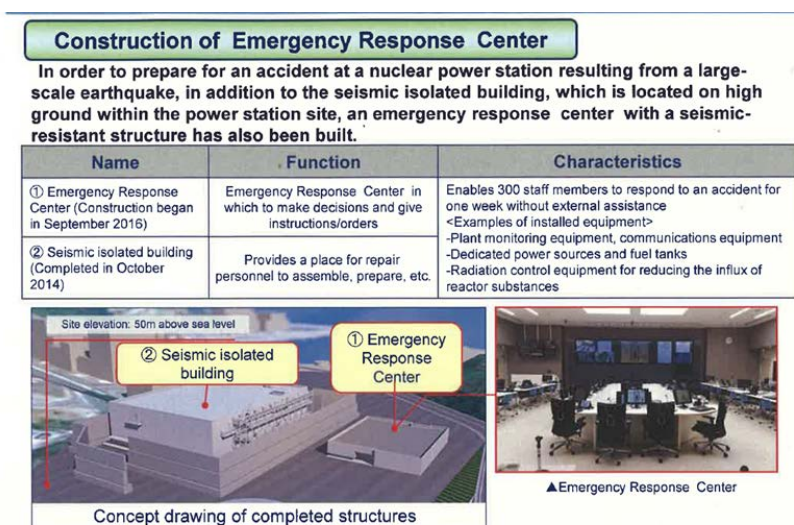 Construction of Emergency Response Center
In order to prepare for an accident at a nuclear power station resulting from a large-
scale earthquake, in addition to the seismic isolated building, which is located on high
ground within the power station site, an emergency response center with a seismic-
resistant structure has also been built.
Name Function Characteristics
① Emergency Response
Center (Construction began
in September 2016)
Emergency Response Center in
which to make decisions and give
instructions/orders
② Seismic isolated building
(Completed in October
2014)
Provides a place for repair
personnel to assemble, prepare, etc.
Enables 300 staff members to respond to an accident for
one week without external assistance
<Examples of installed equipment>
-Plant monitoring equipment, communications equipment
-Dedicated power sources and fuel tanks
-Radiation control equipment for reducing the influx of
reactor substances
Site elevation: 50m above sea level
② Seismic isolated
building
① Emergency
Response
Center
▲Emergency Response Center
Concept drawing of completed structures